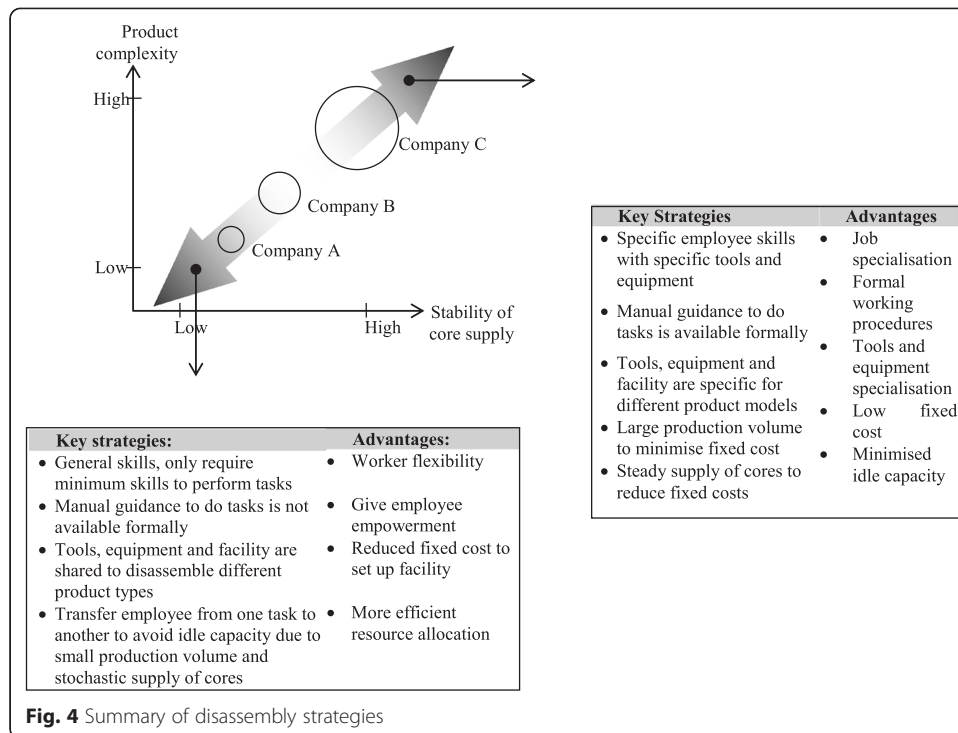 Product
complexity
High
Company C
Company B
Company A
Low
Low
High
Stability of
core supply
Key Strategies
• Specific employee skills
with specific tools and
equipment
• Manual guidance to do
tasks is available formally
• Tools, equipment and
facility are specific for
different product models
• Large production volume
to minimise fixed cost
• Steady supply of cores to
reduce fixed costs
Advantages
• Job
specialisation
• Formal
working
procedures
• Tools and
equipment
specialisation
• Low fixed
cost
• Minimised
idle capacity
Key strategies:
• General skills, only require
minimum skills to perform tasks
• Manual guidance to do tasks is not
available formally
• Tools, equipment and facility are
shared to disassemble different
product types
• Transfer employee from one task to
another to avoid idle capacity due to
small production volume and
stochastic supply of cores
Advantages:
• Worker flexibility
• Give employee
empowerment
• Reduced fixed cost to
set up facility
• More efficient
resource allocation
Fig. 4 Summary of disassembly strategies